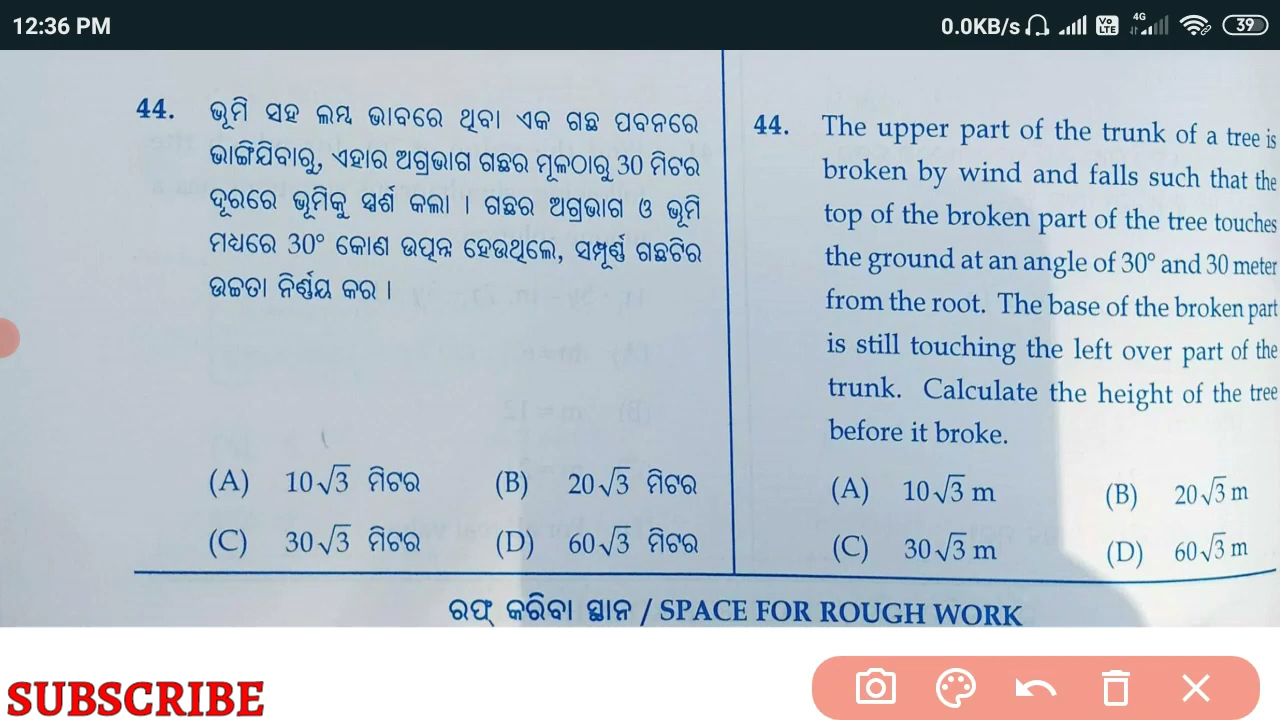 12:36 PM
0.0KB/s
Vo LTE
4G
39
44. ଭୂମି ସହ ଲମ୍ବ ଭାବରେ ଥିବା ଏକ ଗଛ ପବନରେ
ଭାଙ୍ଗିଯିବାରୁ, ଏହାର ଅଗ୍ରଭାଗ ଗଛର ମୂଳଠାରୁ 30 ମିଟର
ଦୂରରେ ଭୂମିକୁ ସ୍ପର୍ଶ କଲା । ଗଛର ଅଗ୍ରଭାଗ ଓ ଭୂମି
ମଧ୍ୟରେ 30° କୋଣ ଉତ୍ପନ୍ନ ହେଉଥିଲେ, ସମ୍ପୂର୍ଣ୍ଣ ଗଛଟିର
ଉଚ୍ଚତା ନିର୍ଣ୍ଣୟ କର ।
(A) 10√3 ମିଟର (B) 20√3 ମିଟର
(C) 30√3 ମିଟର (D) 60√3 ମିଟର
44. The upper part of the trunk of a tree is
broken by wind and falls such that the
top of the broken part of the tree touches
the ground at an angle of 30° and 30 meter
from the root. The base of the broken part
is still touching the left over part of the
trunk. Calculate the height of the tree
before it broke.
(A) 10√3 m (B) 20√3 m
(C) 30√3 m (D) 60√3 m
ରଫ୍ କରିବା ସ୍ଥାନ / SPACE FOR ROUGH WORK
SUBSCRIBE